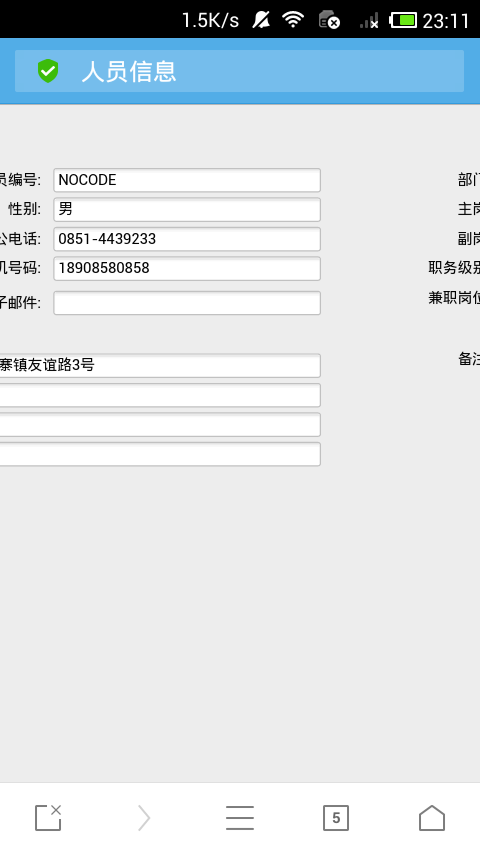 1.5K/s 23:11
人员信息
员编号: NOCODE 部门
性别: 男 主岗
公电话: 0851-4439233 副岗
机号码: 18908580858 职务级别
子邮件: 兼职岗位
寨镇友谊路3号 备注
5